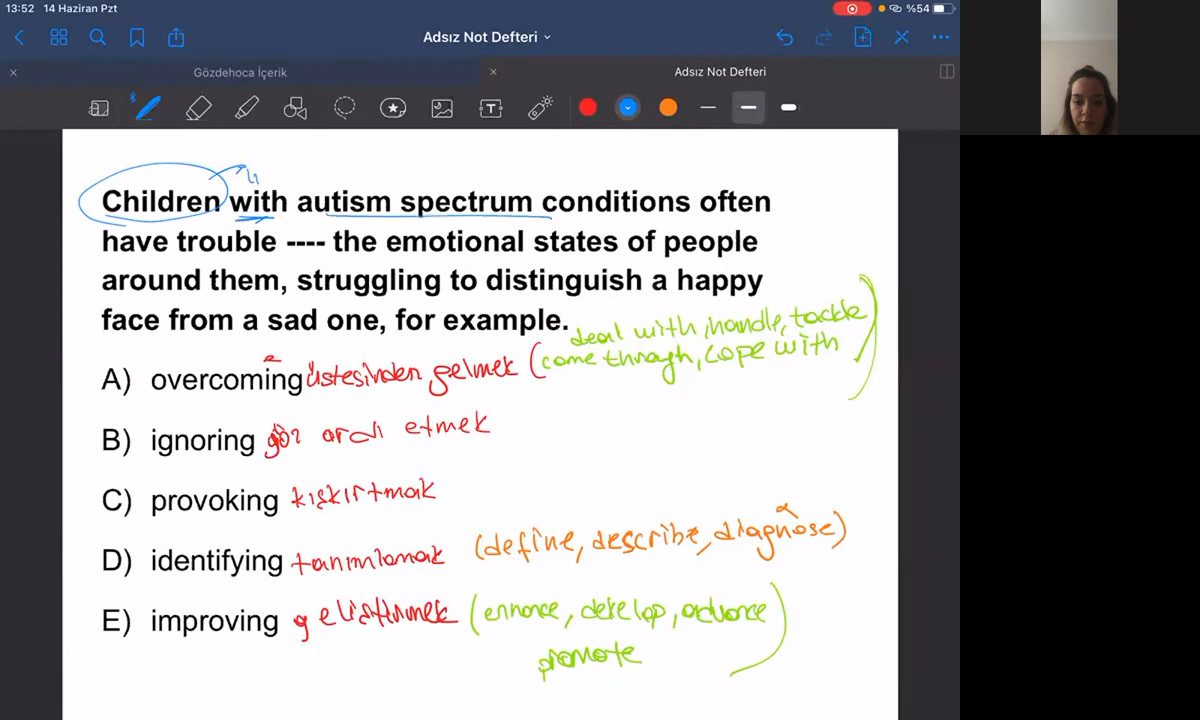 13:52 14 Haziran Pzt
%54
Adsız Not Defteri
Gözdehoca İçerik
Adsız Not Defteri
Children with autism spectrum conditions often
have trouble ---- the emotional states of people
around them, struggling to distinguish a happy
face from a sad one, for example.
deal with, handle, tackle
A) overcoming üstesinden gelmek (come through, cope with
B) ignoring göz ardı etmek
C) provoking kışkırtmak
D) identifying tanımlamak (define, describe, diagnose)
E) improving geliştirmek (enhance, develop, advance
promote